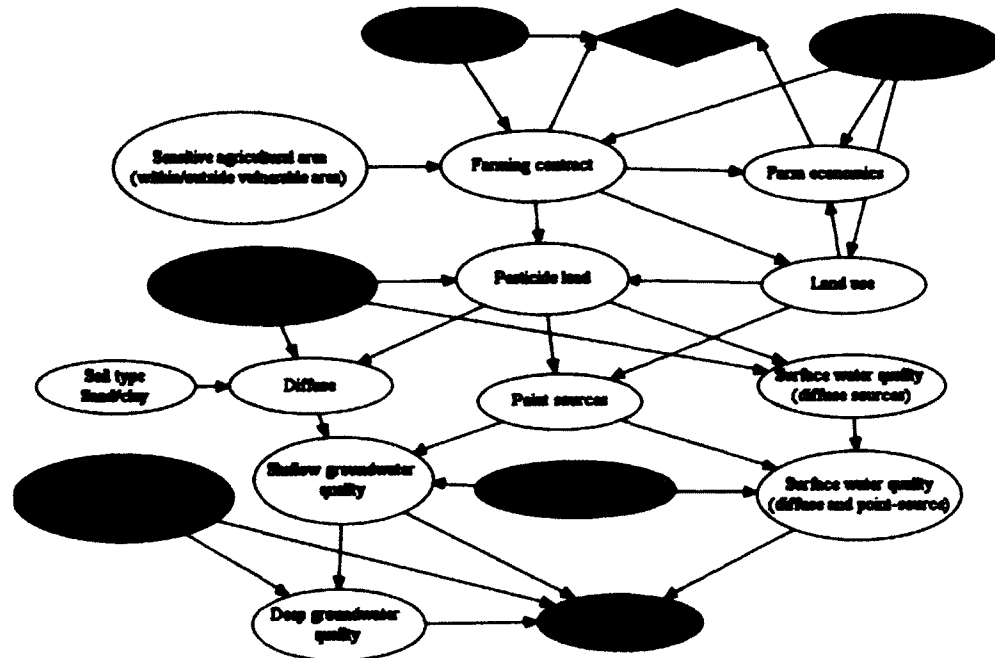 Sensitive agricultural area
(within/outside vulnerable area)
Farming contract
Farm economics
Pesticide load
Land use
Soil type
Sand/clay
Diffuse
Point sources
Surface water quality
(diffuse sources)
Shallow groundwater
quality
Surface water quality
(diffuse and point-source)
Deep groundwater
quality